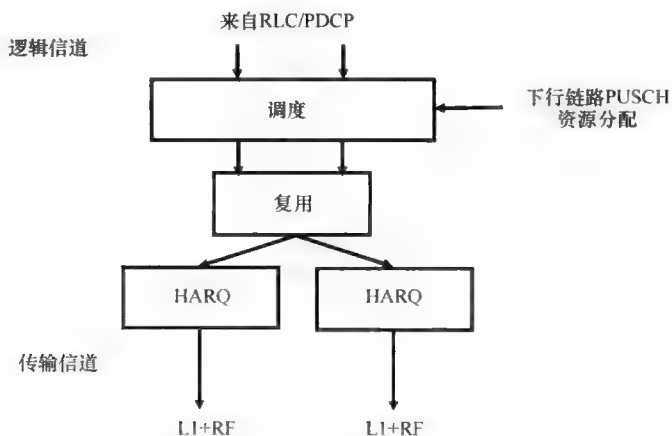 来自RLC/PDCP
逻辑信道
调度
下行链路PUSCH
资源分配
复用
HARQ
HARQ
传输信道
L1+RF
L1+RF